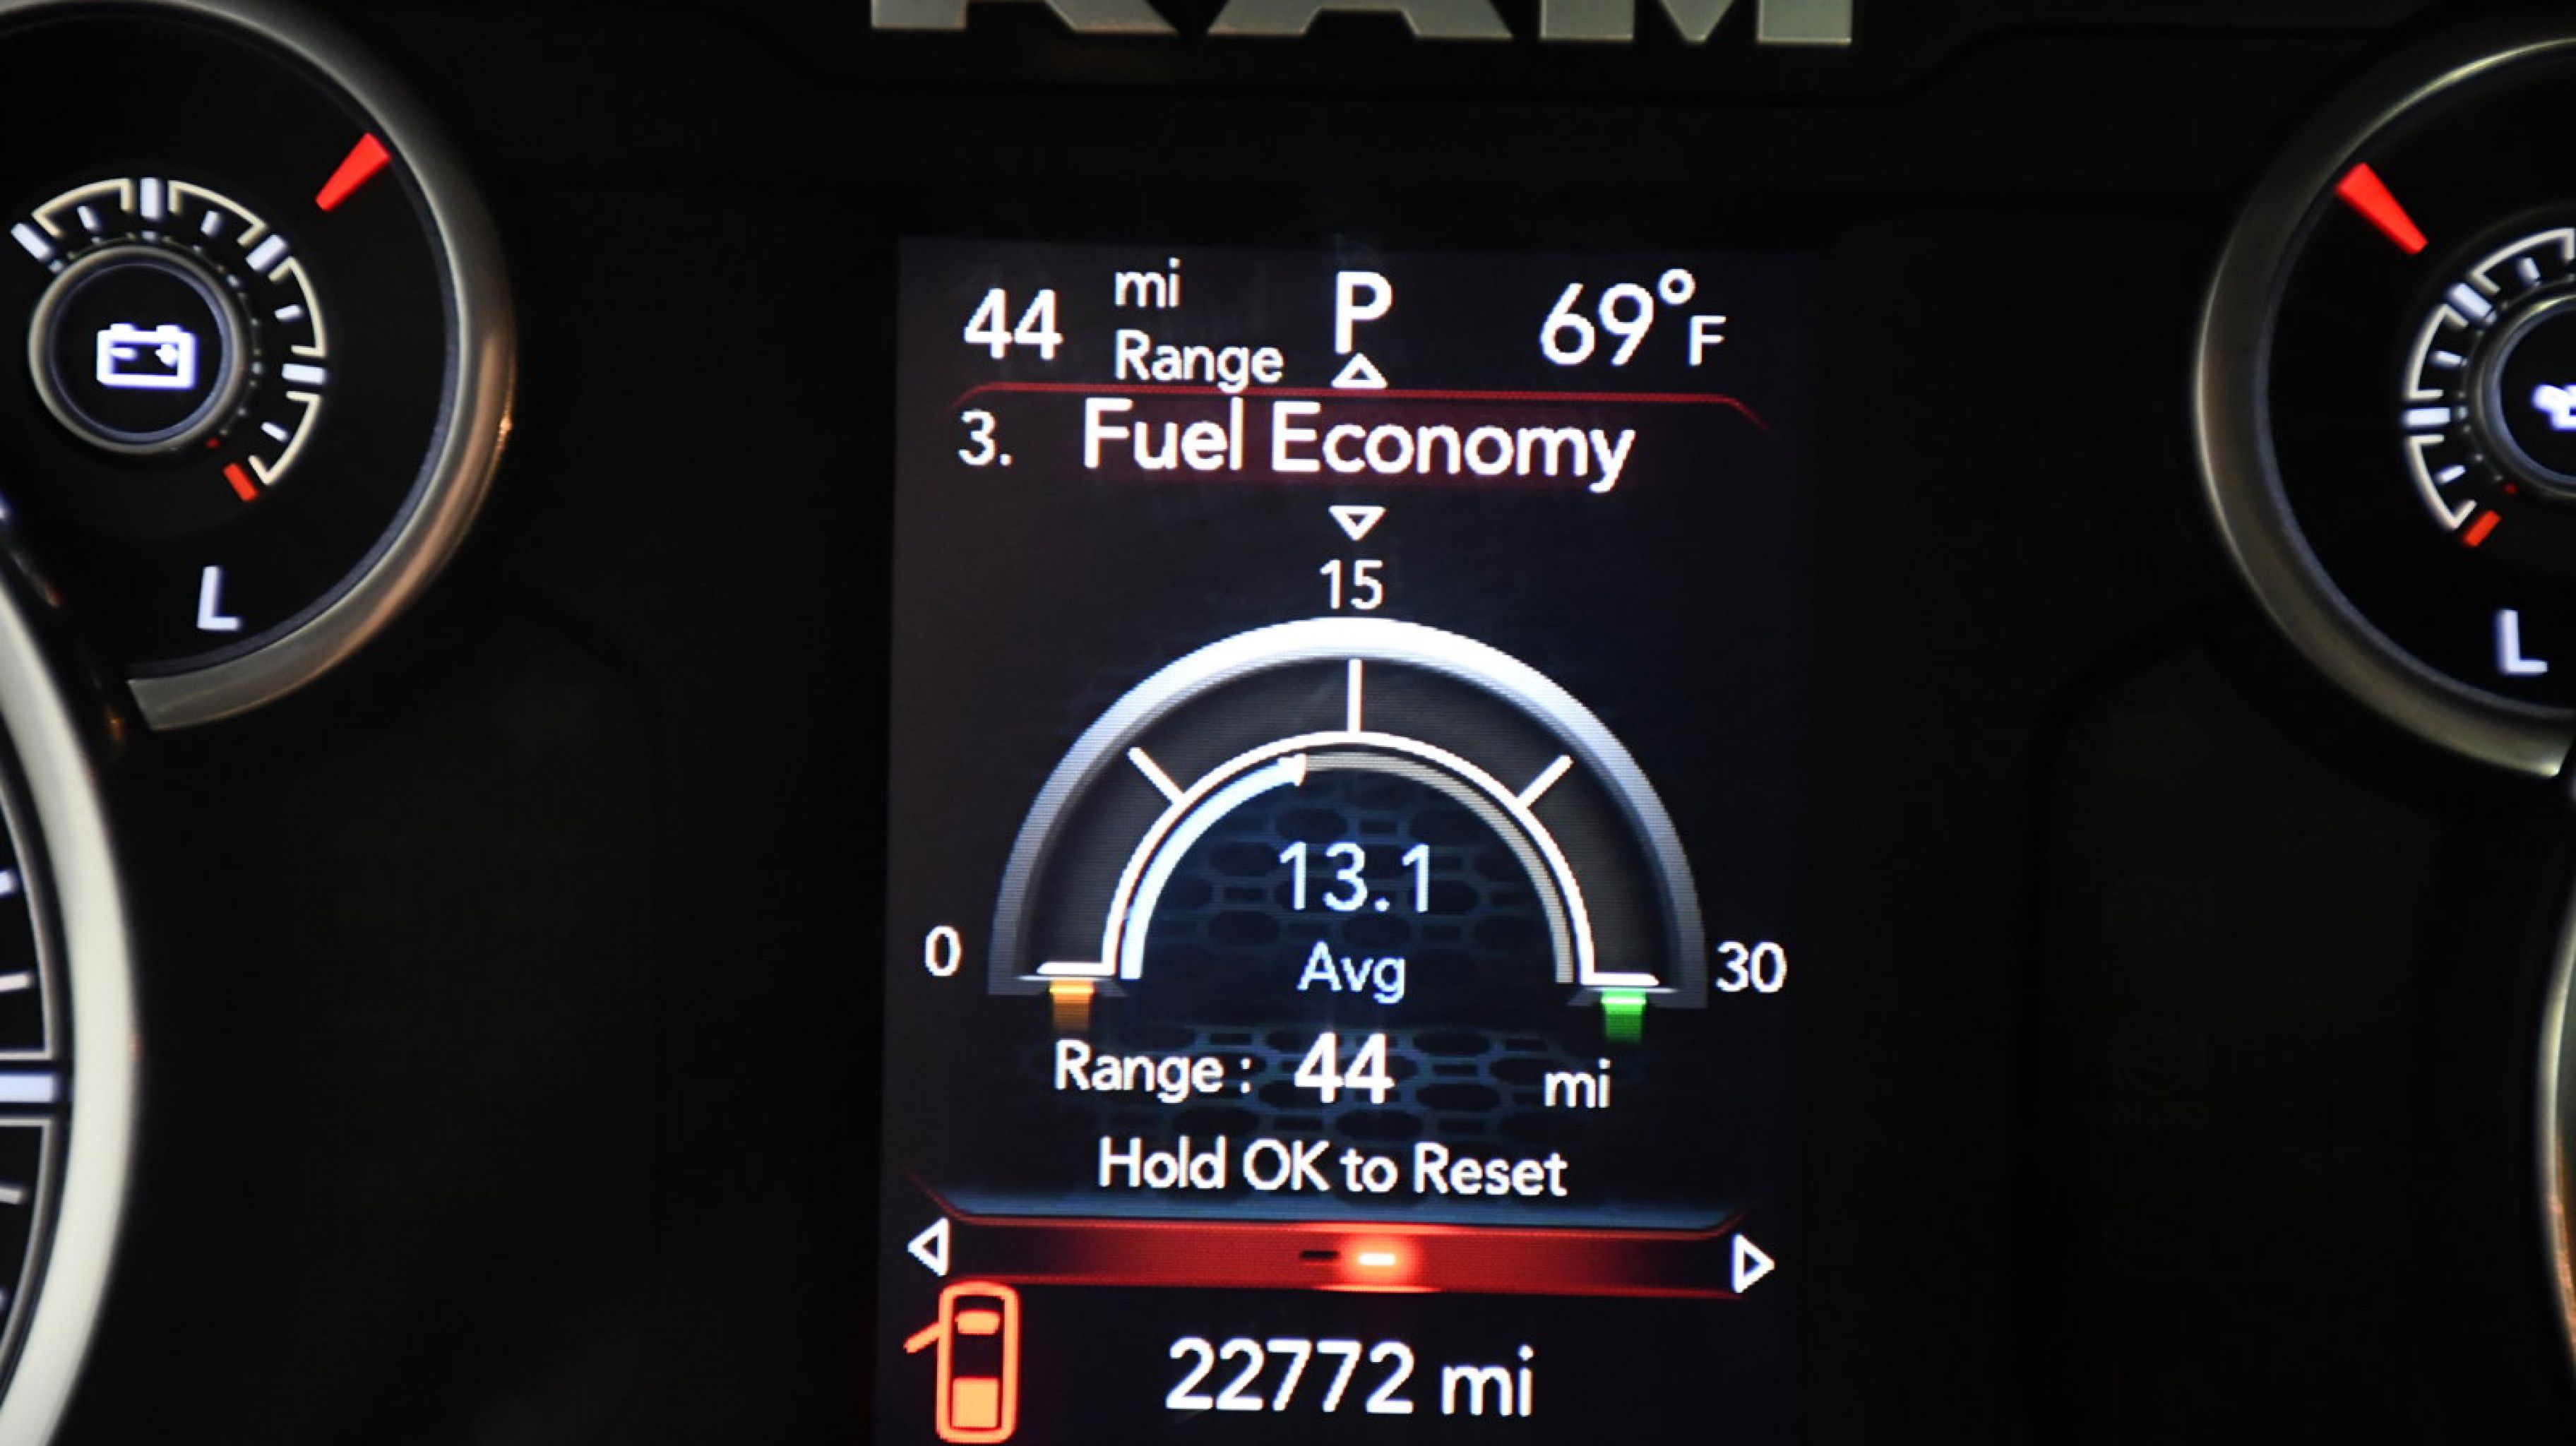 RAM
44 mi Range P 69°F
3. Fuel Economy
15
0 30
13.1
Avg
Range : 44 mi
Hold OK to Reset
22772 mi
L
L